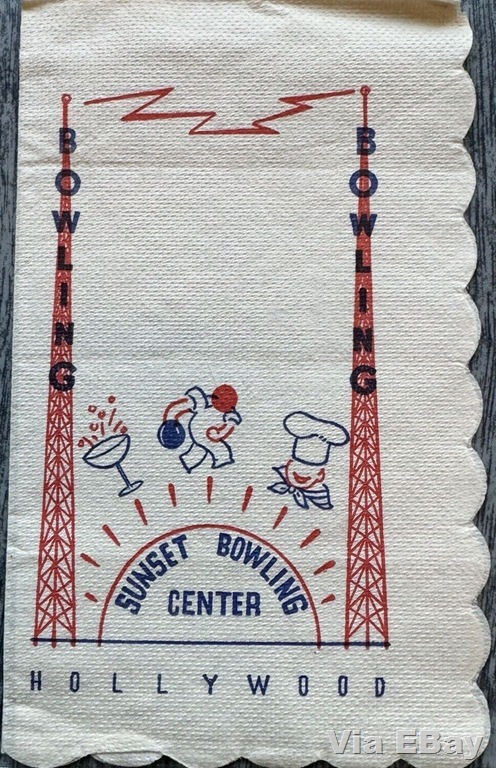 BOWLING
BOWLING
SUNSET BOWLING
CENTER
HOLLYWOOD
Via EBay